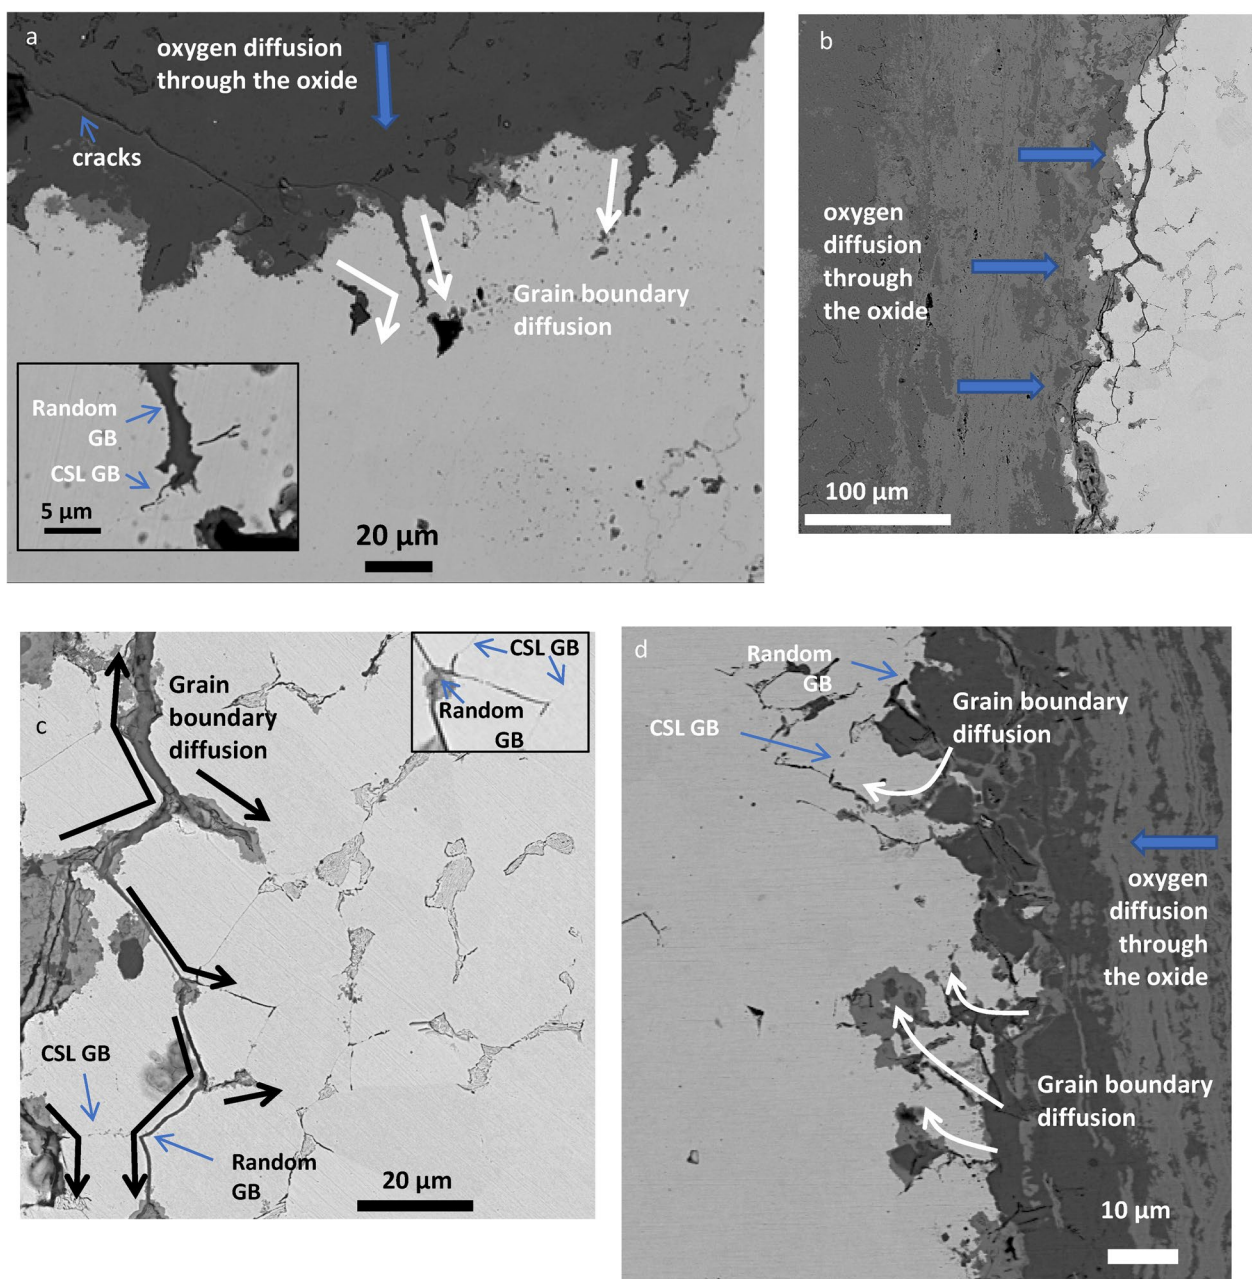 a
oxygen diffusion
through the oxide
cracks
Grain boundary
diffusion
Random
GB
CSL GB
5 µm
20 µm
b
oxygen
diffusion
through
the oxide
100 µm
c
Grain
boundary
diffusion
CSL GB
Random
GB
CSL GB
Random
GB
20 µm
d
Random
GB
CSL GB
Grain boundary
diffusion
oxygen
diffusion
through
the oxide
Grain boundary
diffusion
10 µm